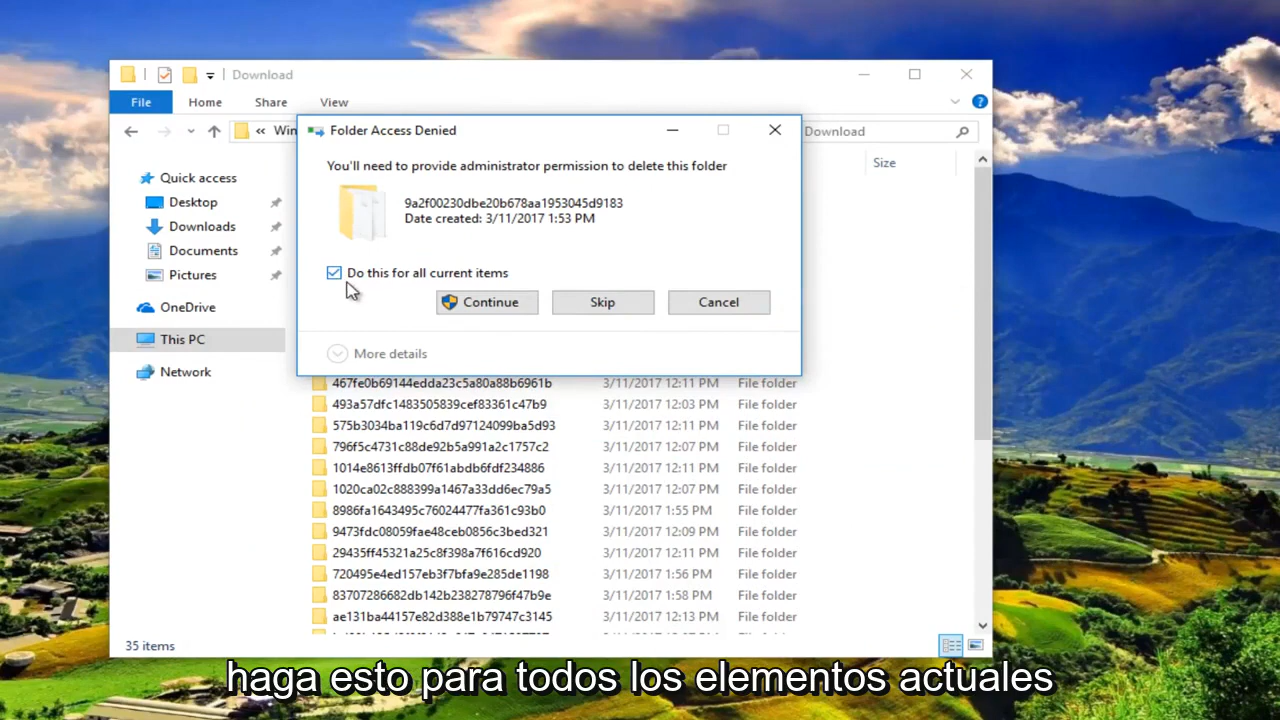 Download
File Home Share View
« Win
Download
Folder Access Denied
You'll need to provide administrator permission to delete this folder
9a2f00230dbe20b678aa1953045d9183
Date created: 3/11/2017 1:53 PM
Do this for all current items
Continue Skip Cancel
More details
Size
Quick access
Desktop
Downloads
Documents
Pictures
OneDrive
This PC
Network
467fe0b69144edda23c5a80a88b6961b 3/11/2017 12:11 PM File folder
493a57dfc1483505839cef83361c47b9 3/11/2017 12:03 PM File folder
575b3034ba119c6d7d97124099ba5d93 3/11/2017 12:11 PM File folder
796f5c4731c88de92b5a991a2c1757c2 3/11/2017 12:07 PM File folder
1014e8613ffdb07f61abdb6fdf234886 3/11/2017 12:11 PM File folder
1020ca02c888399a1467a33dd6ec79a5 3/11/2017 12:07 PM File folder
8986fa1643495c76024477fa361c93b0 3/11/2017 1:55 PM File folder
9473fdc08059fae48ceb0856c3bed321 3/11/2017 12:09 PM File folder
29435ff45321a25c8f398a7f616cd920 3/11/2017 12:11 PM File folder
720495e4ed157eb3f7bfa9e285de1198 3/11/2017 1:56 PM File folder
83707286682db142b238278796f47b9e 3/11/2017 1:58 PM File folder
ae131ba44157e82d388e1b79747c3145 3/11/2017 12:13 PM File folder
35 items
haga esto para todos los elementos actuales